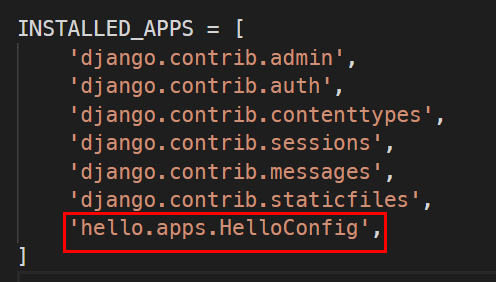 INSTALLED_APPS = [
'django.contrib.admin',
'django.contrib.auth',
'django.contrib.contenttypes',
'django.contrib.sessions',
'django.contrib.messages',
'django.contrib.staticfiles',
'hello.apps.HelloConfig',
]